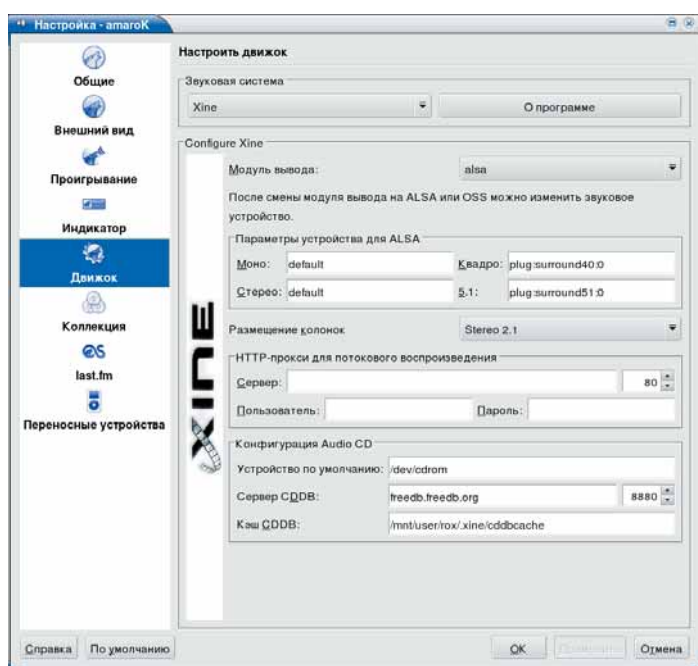 Настройка - amaroK
Общие
Внешний вид
Проигрывание
Индикатор
Движок
Коллекция
last.fm
Переносные устройства
Настроить движок
Звуковая система
Xine
О программе
Configure Xine
XINE
Модуль вывода: alsa
После смены модуля вывода на ALSA или OSS можно изменить звуковое
устройство.
Параметры устройства для ALSA
Моно: default Квадро: plug:surround40:0
Стерео: default 5.1: plug:surround51:0
Размещение колонок Stereo 2.1
HTTP-прокси для потокового воспроизведения
Сервер: 80
Пользователь: Пароль:
Конфигурация Audio CD
Устройство по умолчанию: /dev/cdrom
Сервер CDDB: freedb.freedb.org 8880
Кэш CDDB: /mnt/user/rox/.xine/cddbcache
Справка По умолчанию OK Отмена